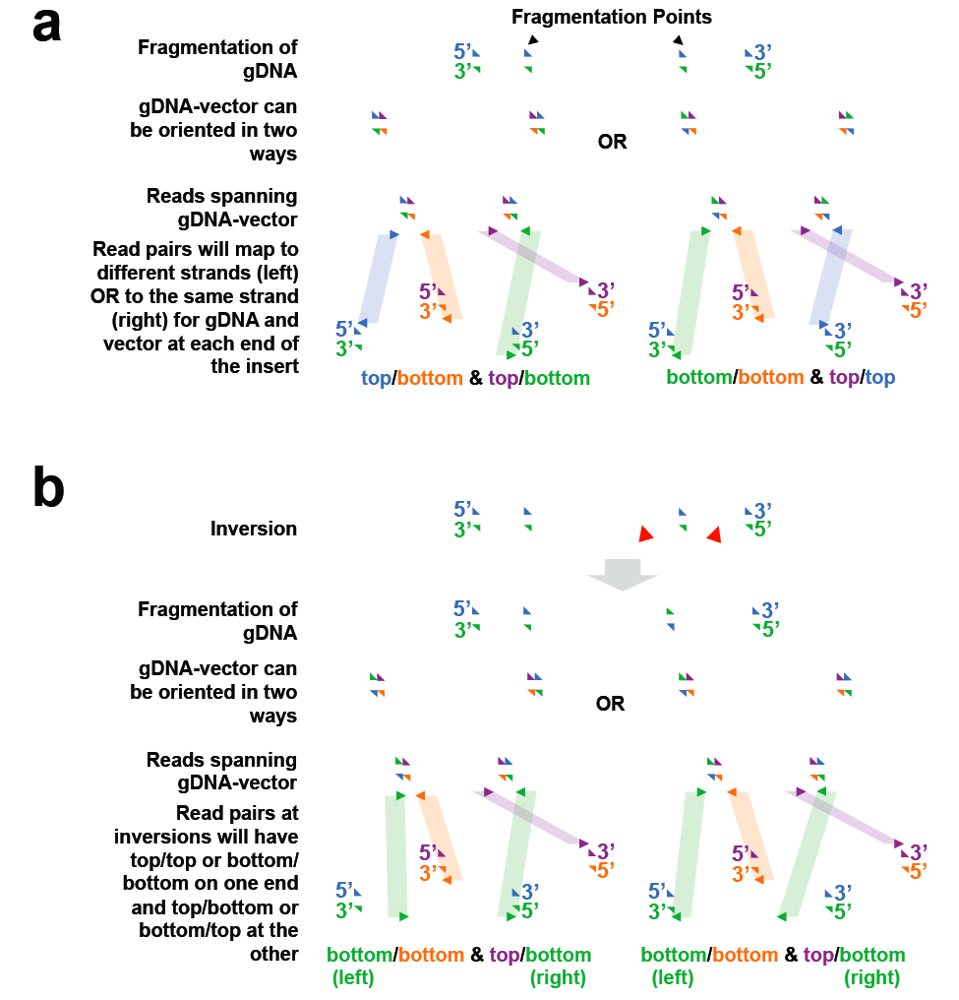 a
Fragmentation Points
Fragmentation of
gDNA
5’ 3’
3’ 5’
gDNA-vector can
be oriented in two
ways
OR
Reads spanning
gDNA-vector
Read pairs will map to
different strands (left)
OR to the same strand
(right) for gDNA and
vector at each end of
the insert
5’ 3’ 5’ 3’
3’ 5’ 3’ 5’
5’ 3’ 5’ 3’
3’ 5’ 3’ 5’
top/bottom & top/bottom
bottom/bottom & top/top
b
Inversion
5’ 3’
3’ 5’
Fragmentation of
gDNA
5’ 3’
3’ 5’
gDNA-vector can
be oriented in two
ways
OR
Reads spanning
gDNA-vector
Read pairs at
inversions will have
top/top or bottom/
bottom on one end
and top/bottom or
bottom/top at the
other
5’ 3’ 5’ 3’
3’ 5’ 3’ 5’
5’ 3’ 5’ 3’
3’ 5’ 3’ 5’
bottom/bottom & top/bottom
(left) (right)
bottom/bottom & top/bottom
(left) (right)